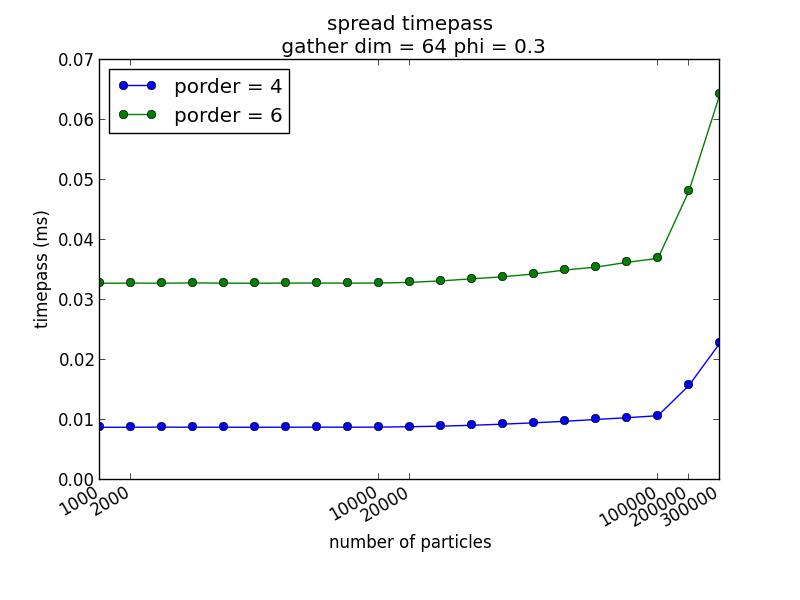 spread timepass
gather dim = 64 phi = 0.3
porder = 4
porder = 6
0.07
0.06
0.05
0.04
0.03
0.02
0.01
0.00
timepass (ms)
1000
2000
10000
20000
100000
200000
300000
number of particles